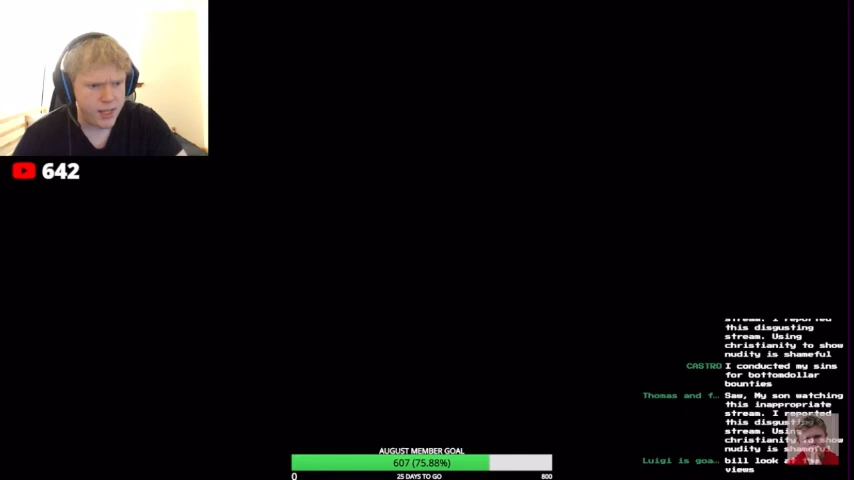 642
stream. I reported
this disgusting
stream. Using
christianity to show
nudity is shameful
CASTRO I conducted my sins
for bottomdollar
bounties
Thomas and f… Saw, My son watching
this inappropriate
stream. I reported
this disgusting
stream. Using
christianity to show
nudity is shameful
Luigi is goa… bill look at the
views
AUGUST MEMBER GOAL
607 (75.88%)
0 25 DAYS TO GO 800